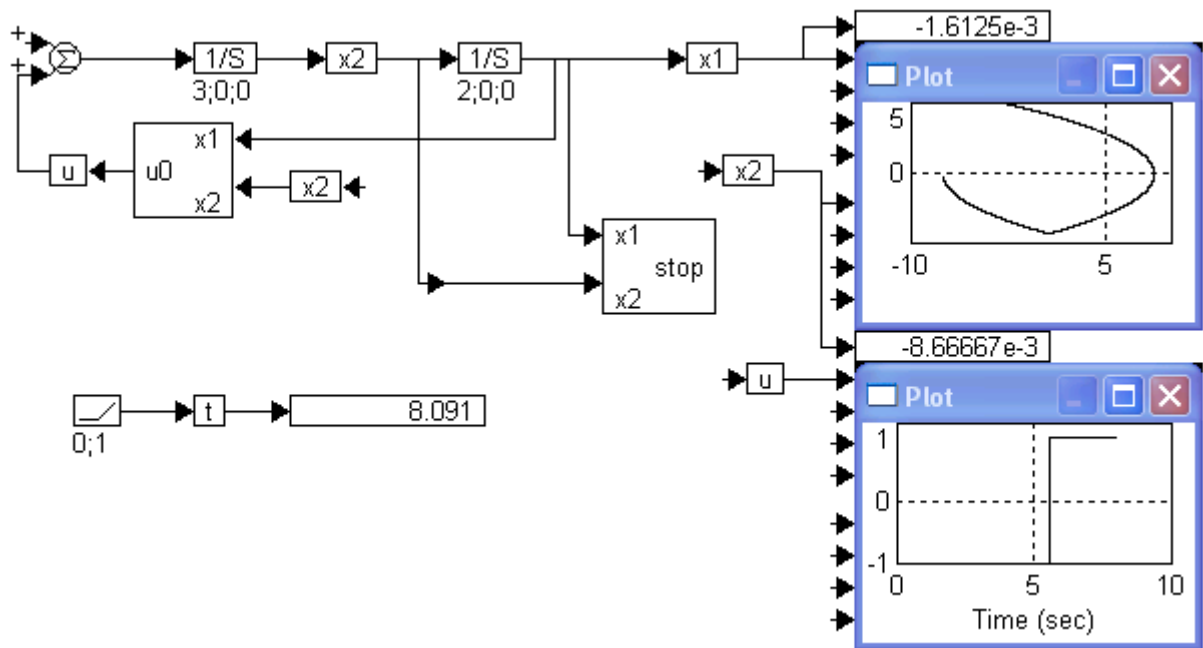 +
+
Σ
1/S
3;0;0
x2
1/S
2;0;0
x1
-1.6125e-3
Plot
5
0
-10 5
x1
u0
x2
u
x2
x2
x1
stop
x2
-8.66667e-3
u
Plot
1
0
-1
0 5 10
Time (sec)
0;1
t
8.091